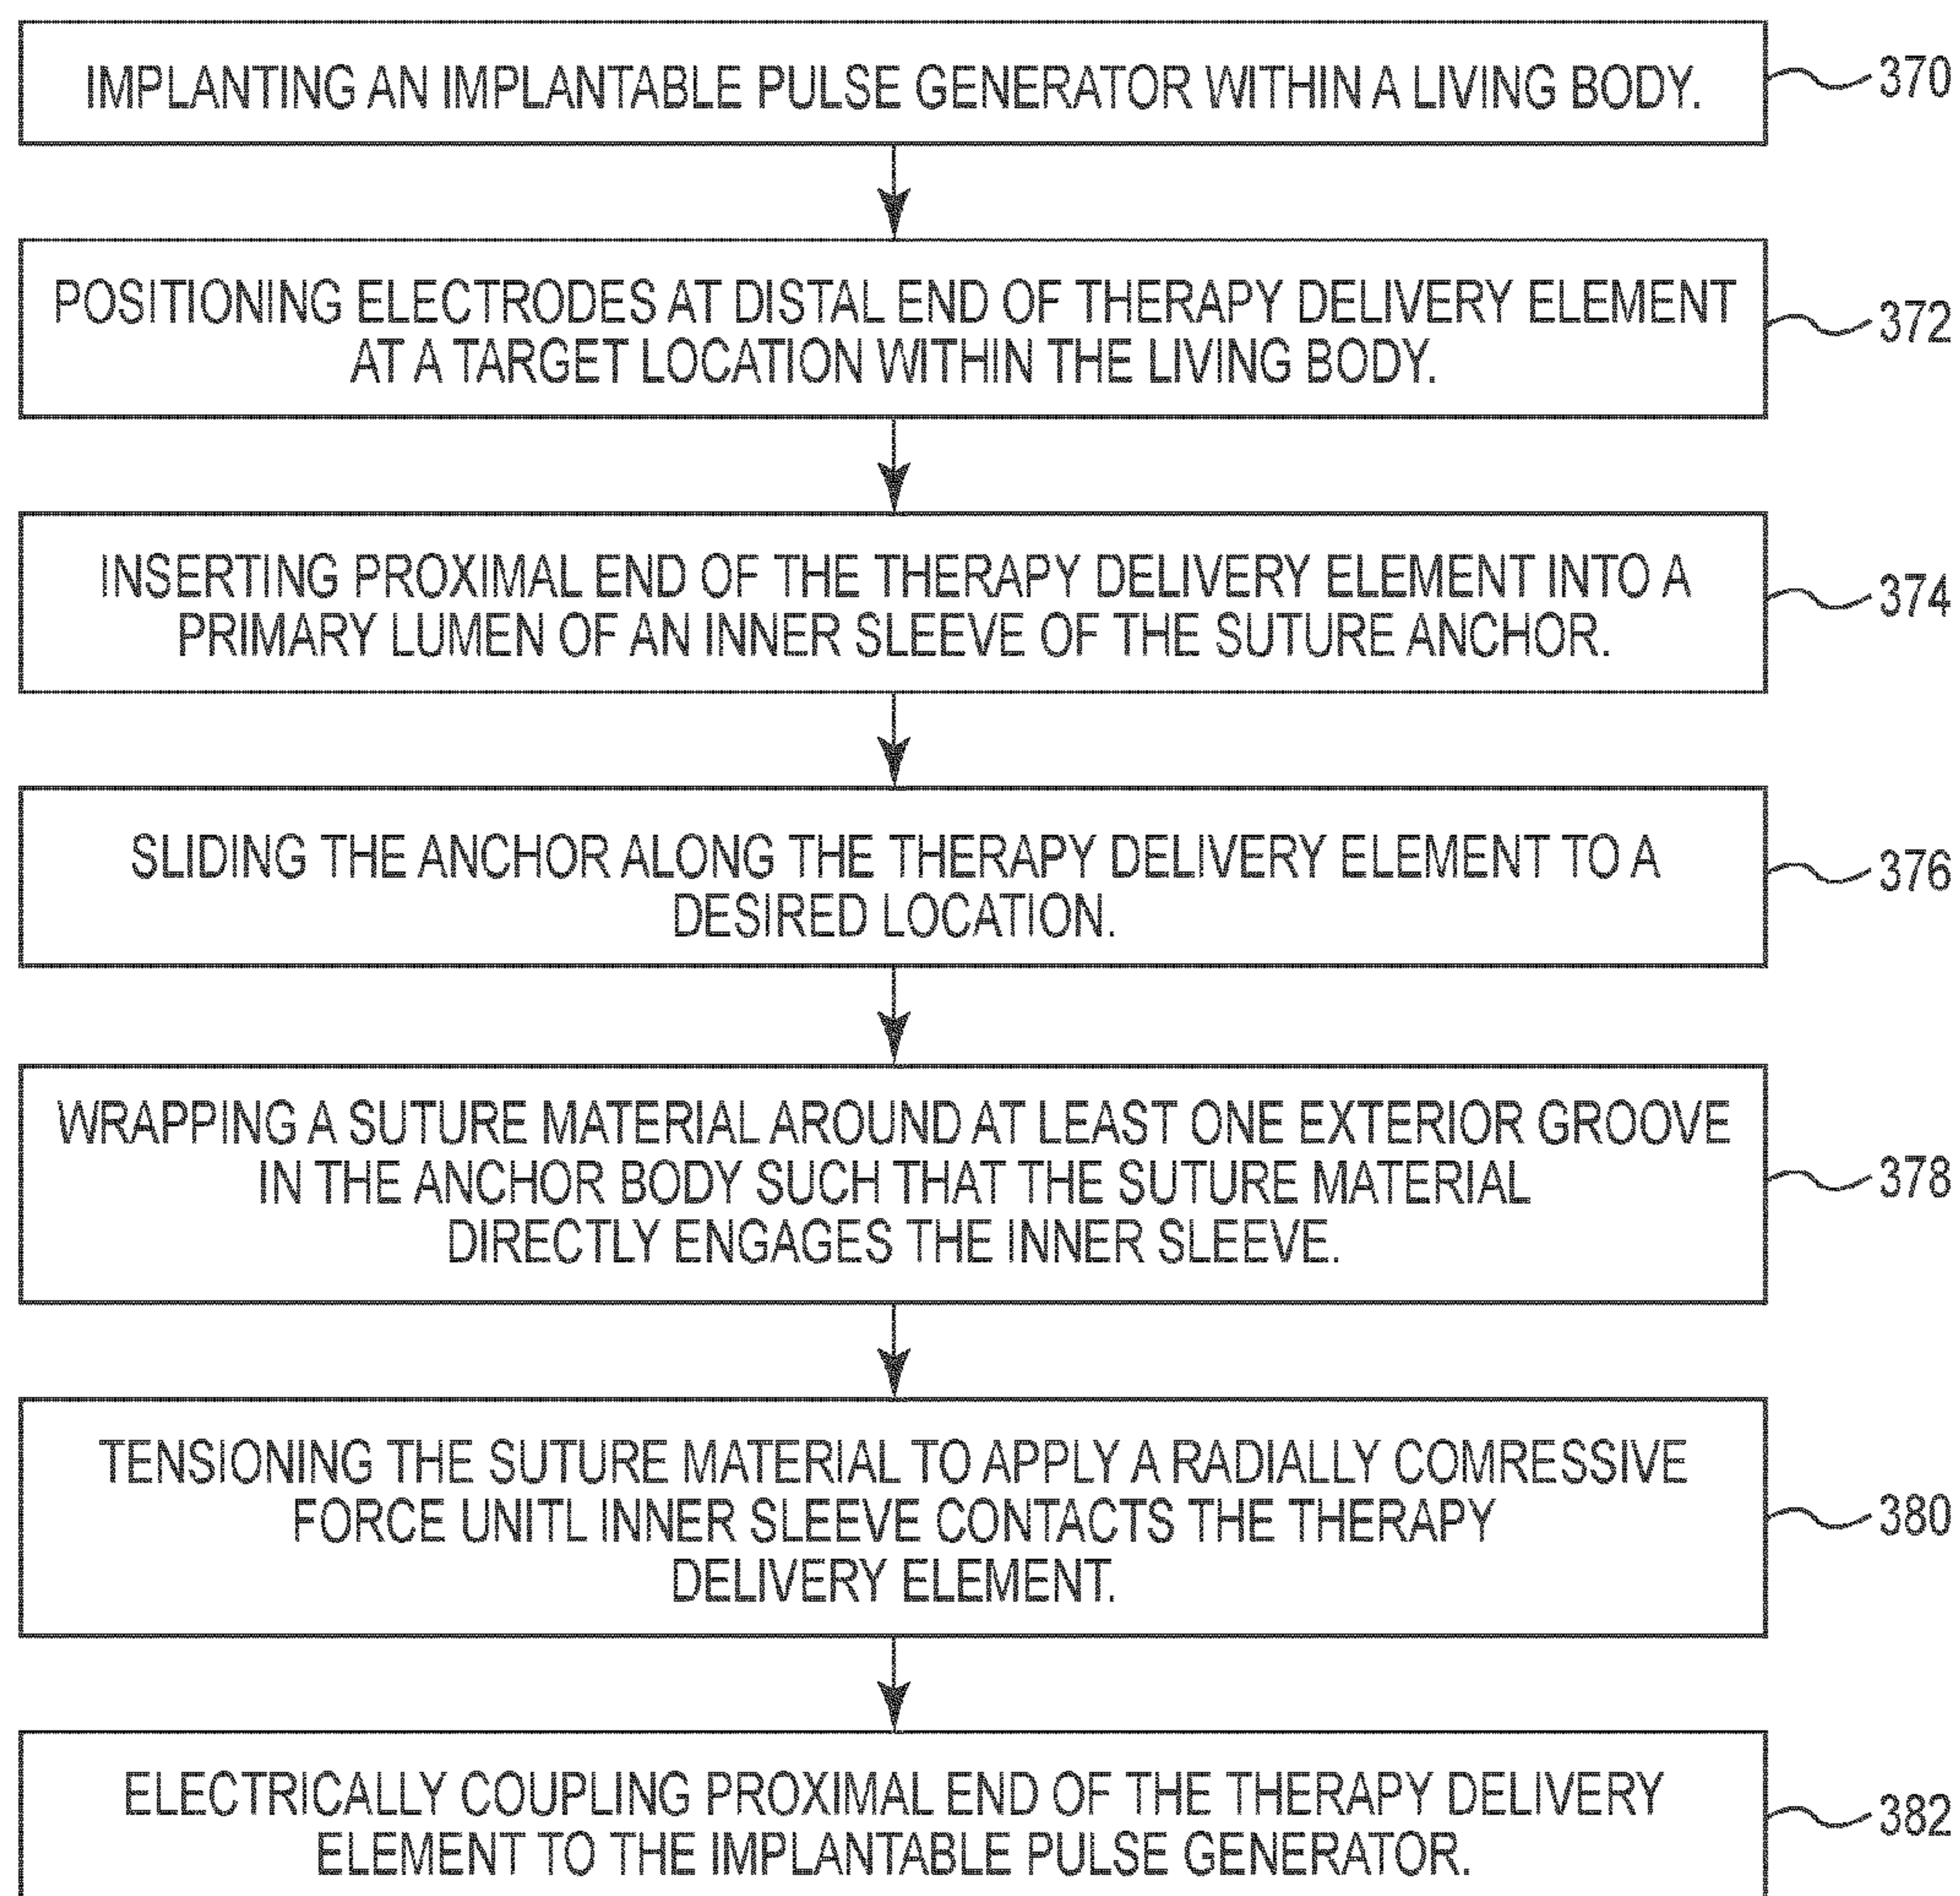 IMPLANTING AN IMPLANTABLE PULSE GENERATOR WITHIN A LIVING BODY.
370
POSITIONING ELECTRODES AT DISTAL END OF THERAPY DELIVERY ELEMENT
AT A TARGET LOCATION WITHIN THE LIVING BODY.
372
INSERTING PROXIMAL END OF THE THERAPY DELIVERY ELEMENT INTO A
PRIMARY LUMEN OF AN INNER SLEEVE OF THE SUTURE ANCHOR.
374
SLIDING THE ANCHOR ALONG THE THERAPY DELIVERY ELEMENT TO A
DESIRED LOCATION.
376
WRAPPING A SUTURE MATERIAL AROUND AT LEAST ONE EXTERIOR GROOVE
IN THE ANCHOR BODY SUCH THAT THE SUTURE MATERIAL
DIRECTLY ENGAGES THE INNER SLEEVE.
378
TENSIONING THE SUTURE MATERIAL TO APPLY A RADIALLY COMRESSIVE
FORCE UNITL INNER SLEEVE CONTACTS THE THERAPY
DELIVERY ELEMENT.
380
ELECTRICALLY COUPLING PROXIMAL END OF THE THERAPY DELIVERY
ELEMENT TO THE IMPLANTABLE PULSE GENERATOR.
382